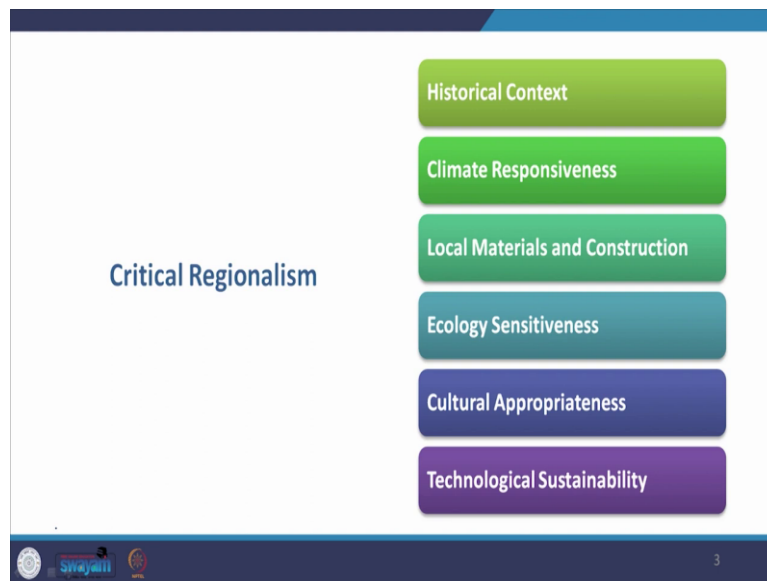 Critical Regionalism
Historical Context
Climate Responsiveness
Local Materials and Construction
Ecology Sensitiveness
Cultural Appropriateness
Technological Sustainability
swayam
3